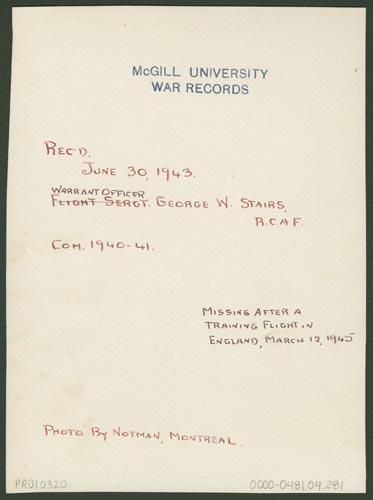 McGILL UNIVERSITY
WAR RECORDS
REC'D.
JUNE 30, 1943.
WARRANT OFFICER
FLIGHT SERGT. GEORGE W. STAIRS,
R.C.A.F.
COM. 1940-41.
MISSING AFTER A
TRAINING FLIGHT IN
ENGLAND, MARCH 12, 1945
PHOTO BY NOTMAN, MONTREAL.
PR010320
0000-0481.04.281